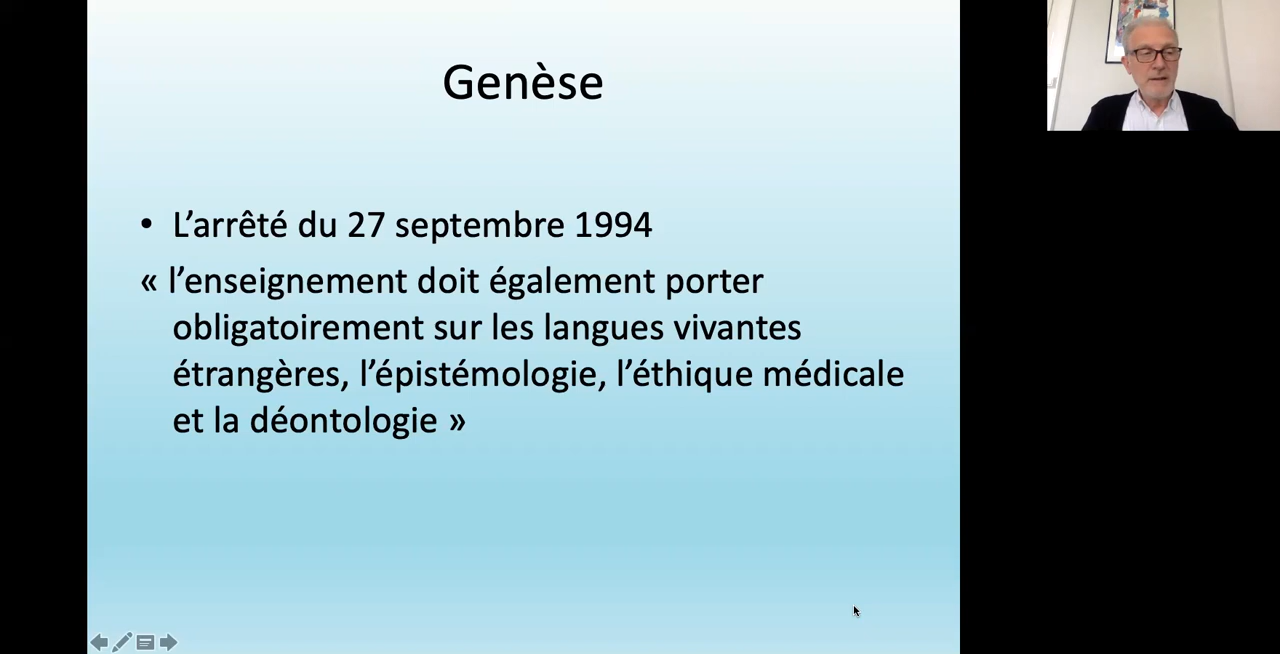 Genèse
• L’arrêté du 27 septembre 1994
« l’enseignement doit également porter
obligatoirement sur les langues vivantes
étrangères, l’épistémologie, l’éthique médicale
et la déontologie »